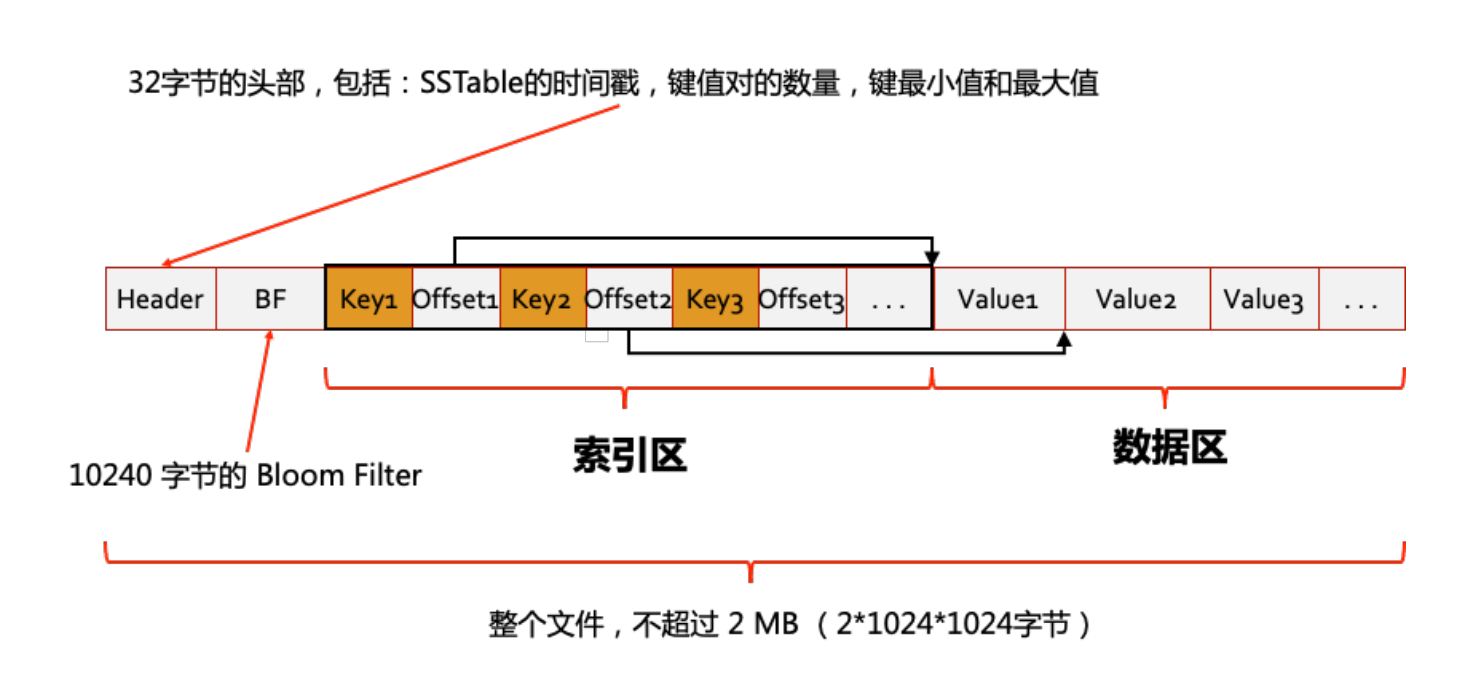 32字节的头部，包括：SSTable的时间戳，键值对的数量，键最小值和最大值
Header BF Key1 Offset1 Key2 Offset2 Key3 Offset3 ... Value1 Value2 Value3 ...
索引区 数据区
10240 字节的 Bloom Filter
整个文件，不超过 2 MB （2*1024*1024字节）